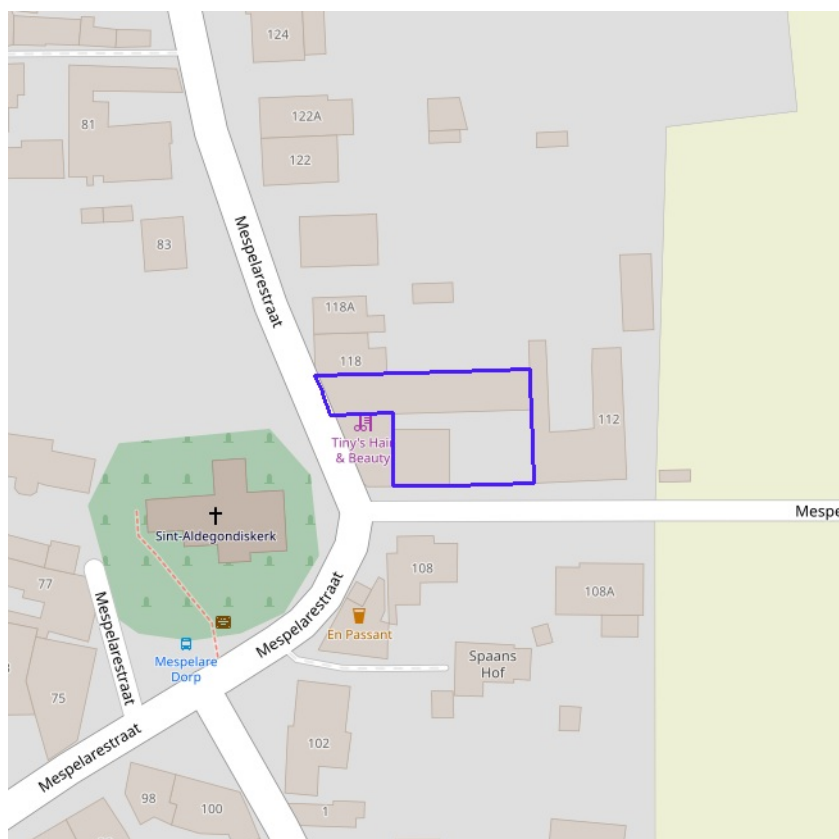 124
122A
81
122
Mespelarestraat
83
118A
118
112
Tiny's Hair
& Beauty
Mespe
Sint-Aldegondiskerk
108
77
108A
Mespelarestraat
Mespelarestraat
En Passant
Mespelare
Dorp
Spaans
Hof
75
102
Mespelarestraat
98
100
1